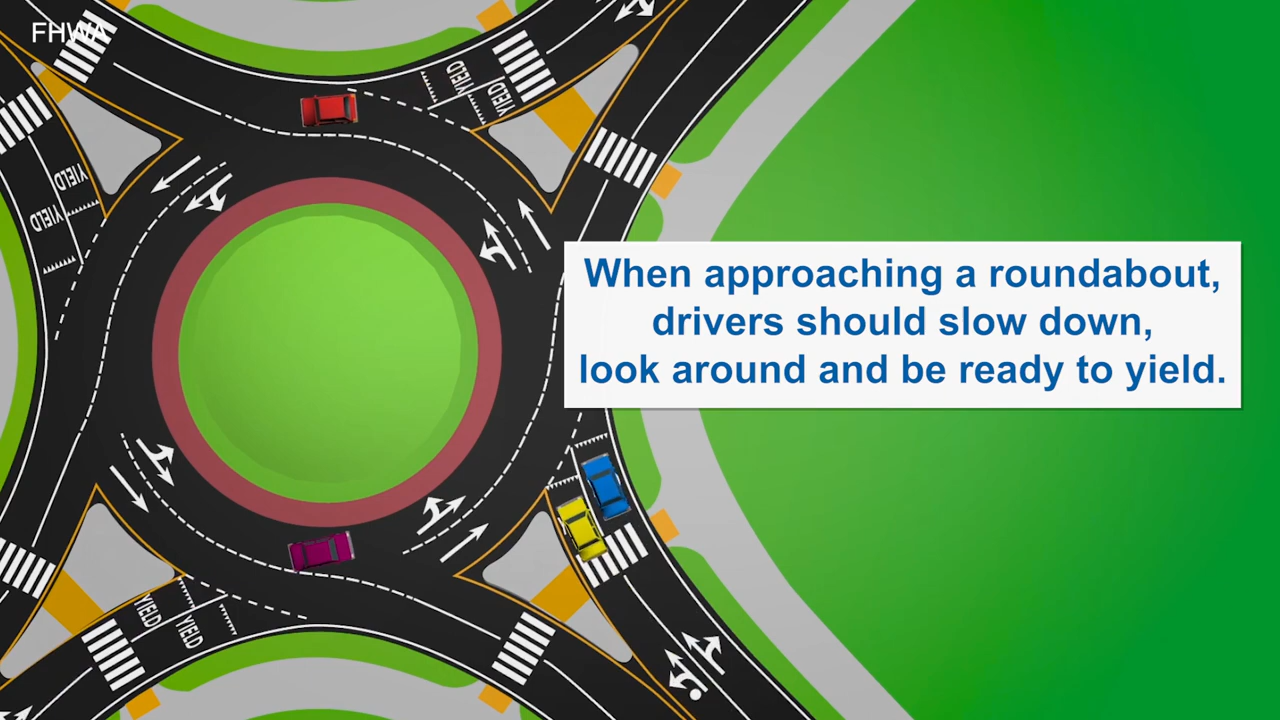 FHWA
YIELD
YIELD
YIELD
YIELD
When approaching a roundabout,
drivers should slow down,
look around and be ready to yield.
YIELD
YIELD